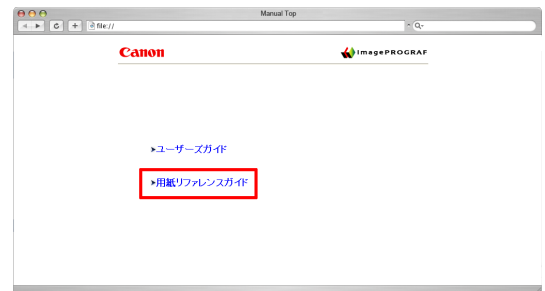 Manual Top
file://
Q
Canon
imagePROGRAF
➤ユーザーズガイド
➤用紙リファレンスガイド